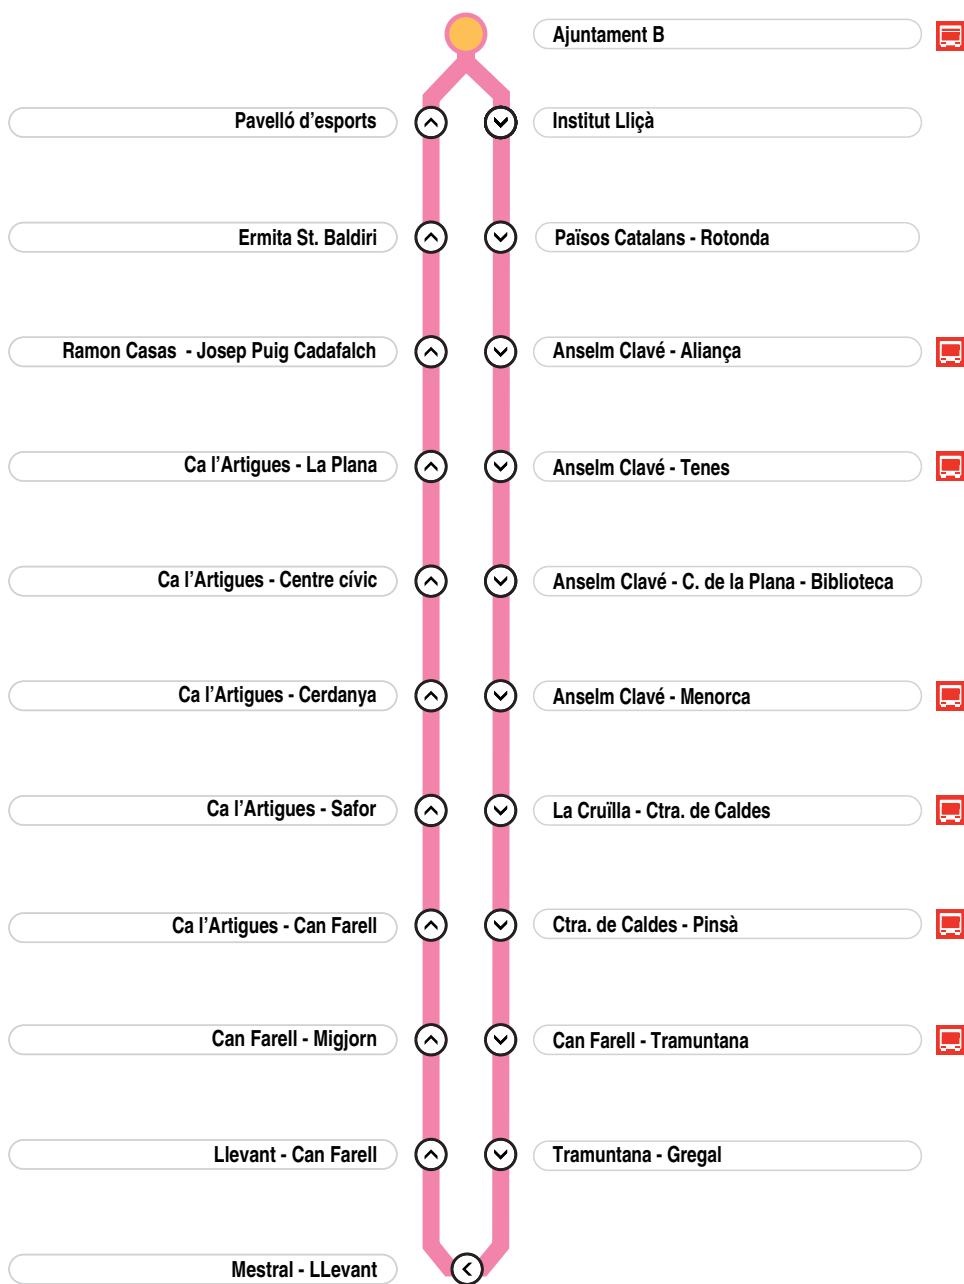 Ajuntament B
Pavelló d'esports
Institut Lliçà
Ermita St. Baldiri
Països Catalans - Rotonda
Ramon Casas - Josep Puig Cadafalch
Anselm Clavé - Aliança
Ca l'Artigues - La Plana
Anselm Clavé - Tenes
Ca l'Artigues - Centre cívic
Anselm Clavé - C. de la Plana - Biblioteca
Ca l'Artigues - Cerdanya
Anselm Clavé - Menorca
Ca l'Artigues - Safor
La Cruïlla - Ctra. de Caldes
Ca l'Artigues - Can Farell
Ctra. de Caldes - Pinsà
Can Farell - Migjorn
Can Farell - Tramuntana
Llevant - Can Farell
Tramuntana - Gregal
Mestral - LLevant